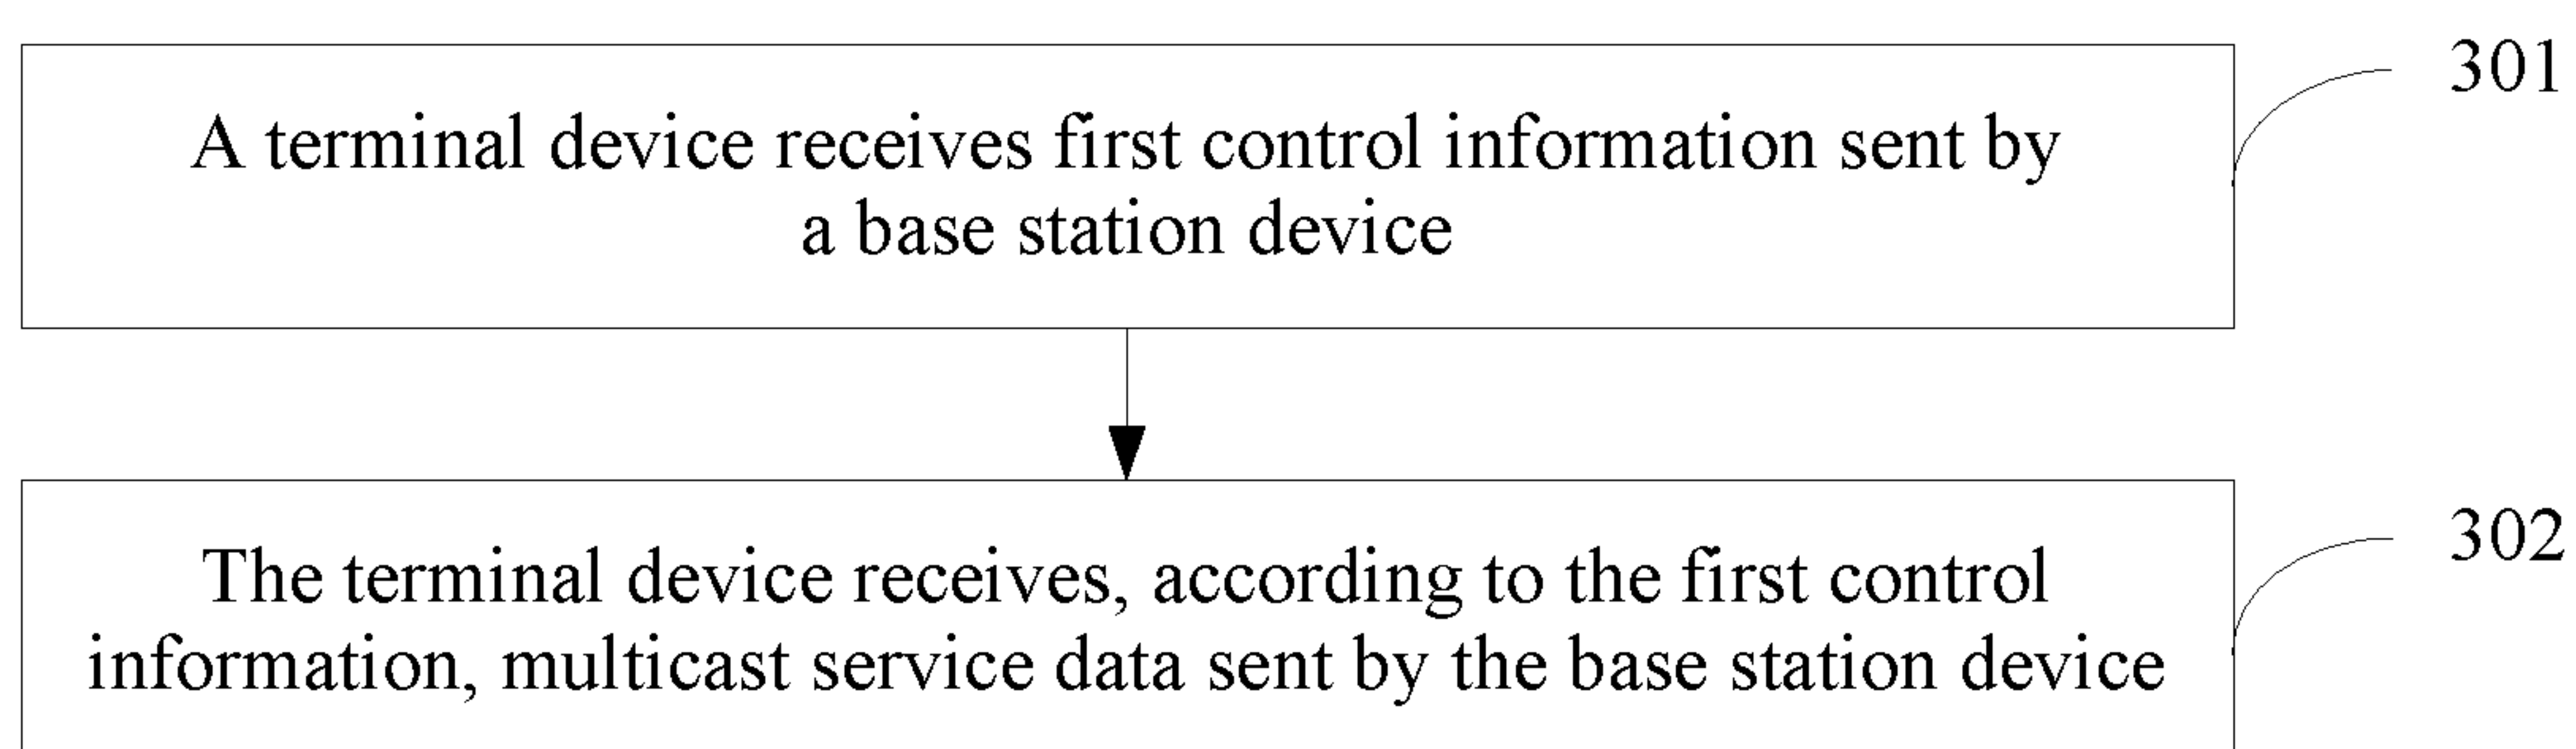 301
A terminal device receives first control information sent by
a base station device
302
The terminal device receives, according to the first control
information, multicast service data sent by the base station device